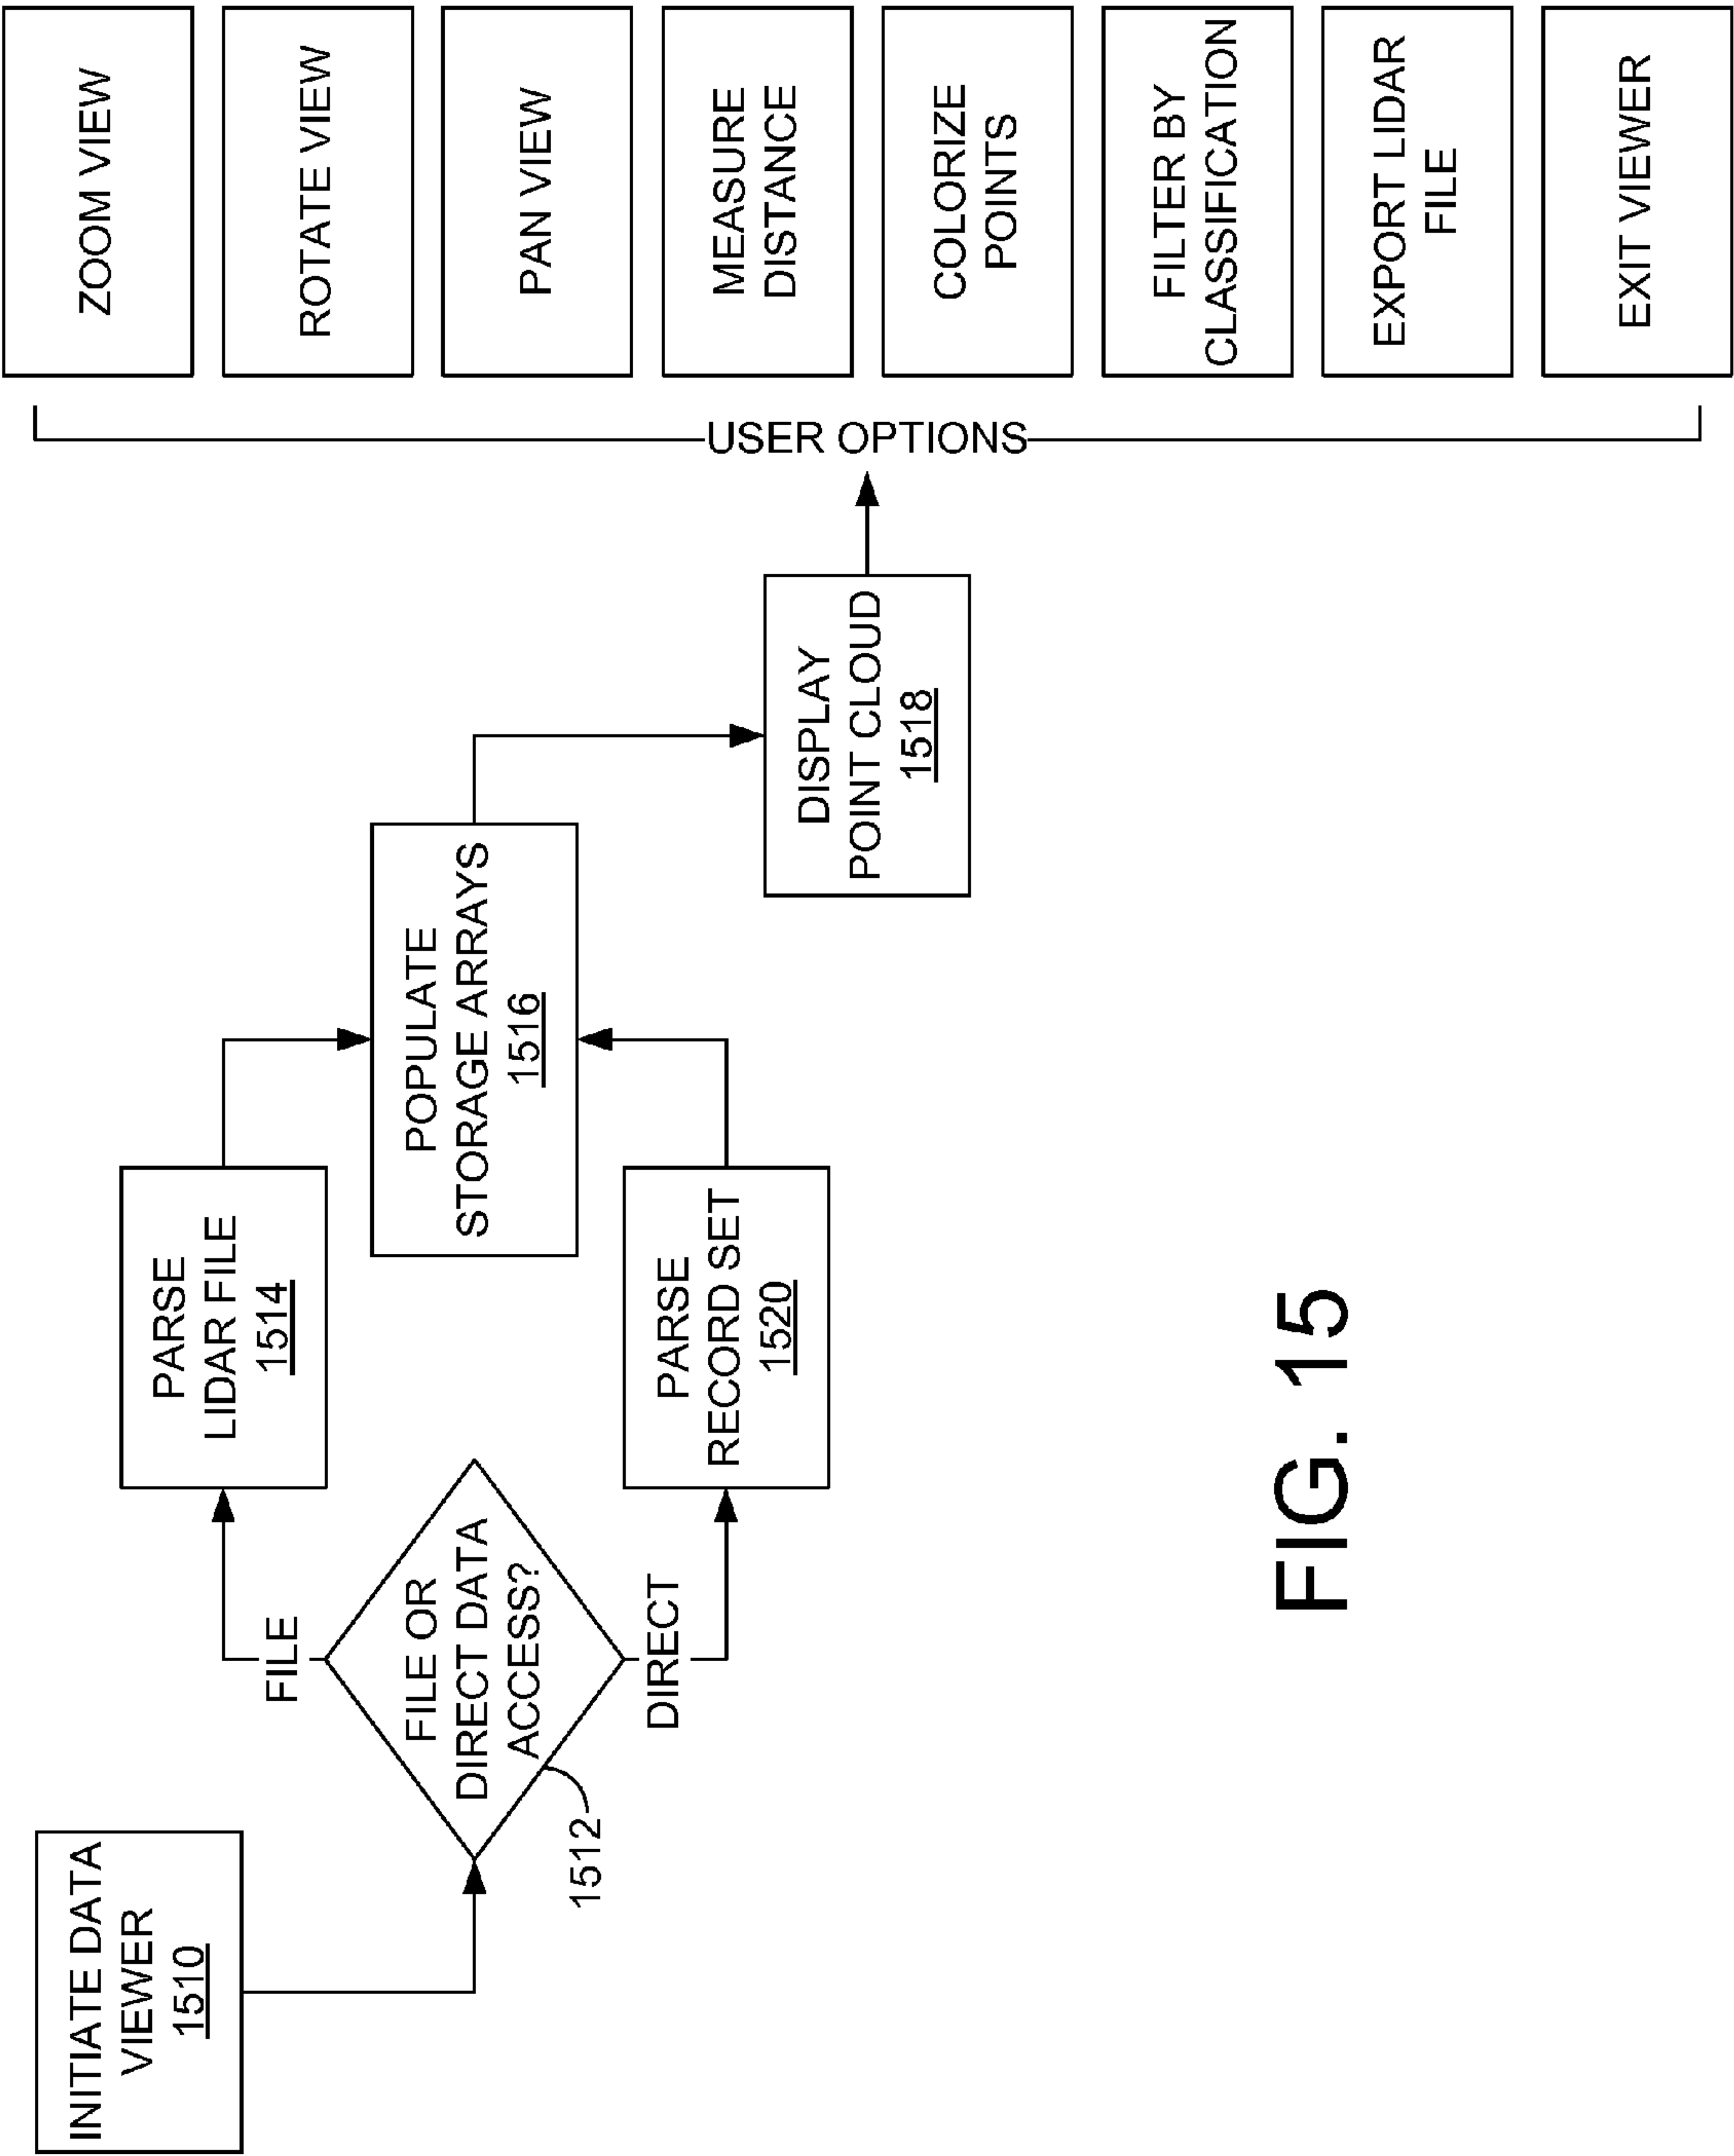 INITIATE DATA
VIEWER
1510
FILE OR
DIRECT DATA
ACCESS?
1512
FILE
DIRECT
PARSE
LIDAR FILE
1514
PARSE
RECORD SET
1520
POPULATE
STORAGE ARRAYS
1516
DISPLAY
POINT CLOUD
1518
USER OPTIONS
ZOOM VIEW
ROTATE VIEW
PAN VIEW
MEASURE
DISTANCE
COLORIZE
POINTS
FILTER BY
CLASSIFICATION
EXPORT LIDAR
FILE
EXIT VIEWER
FIG. 15